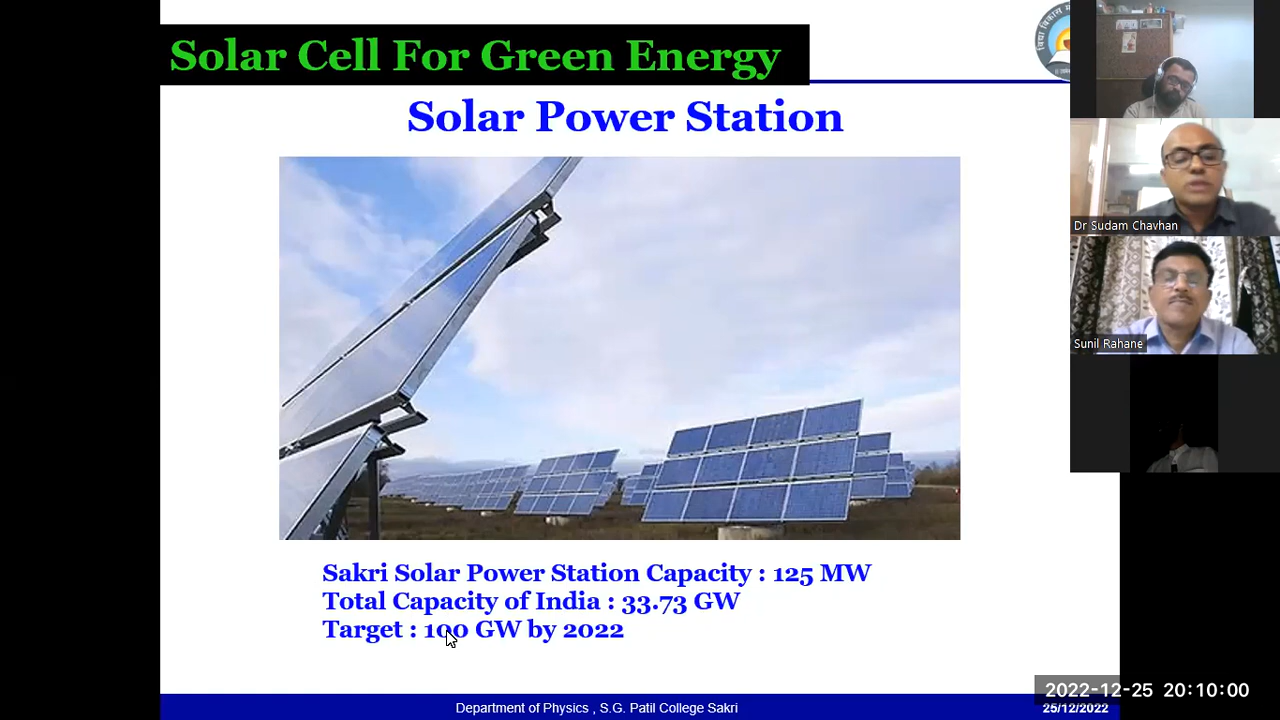 Solar Cell For Green Energy
Solar Power Station
Dr Sudam Chavhan
Sunil Rahane
Sakri Solar Power Station Capacity : 125 MW
Total Capacity of India : 33.73 GW
Target : 100 GW by 2022
2022-12-25 20:10:00
Department of Physics , S.G. Patil College Sakri
25/12/2022